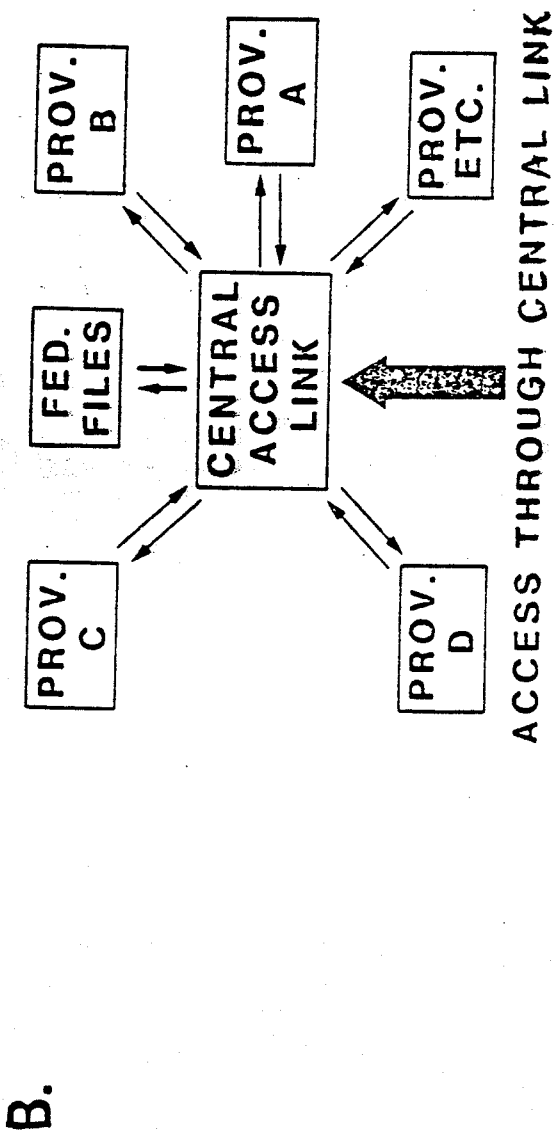 B.
PROV.
C
FED.
FILES
PROV.
B
CENTRAL
ACCESS
LINK
PROV.
A
PROV.
D
PROV.
ETC.
ACCESS THROUGH CENTRAL LINK